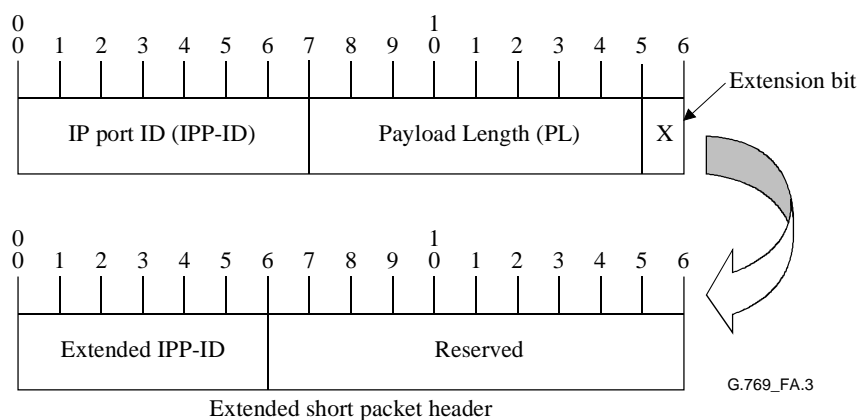 0 1
0 1 2 3 4 5 6 7 8 9 0 1 2 3 4 5 6
Extension bit
IP port ID (IPP-ID) Payload Length (PL) X
0 1
0 1 2 3 4 5 6 7 8 9 0 1 2 3 4 5 6
Extended IPP-ID Reserved
G.769_FA.3
Extended short packet header